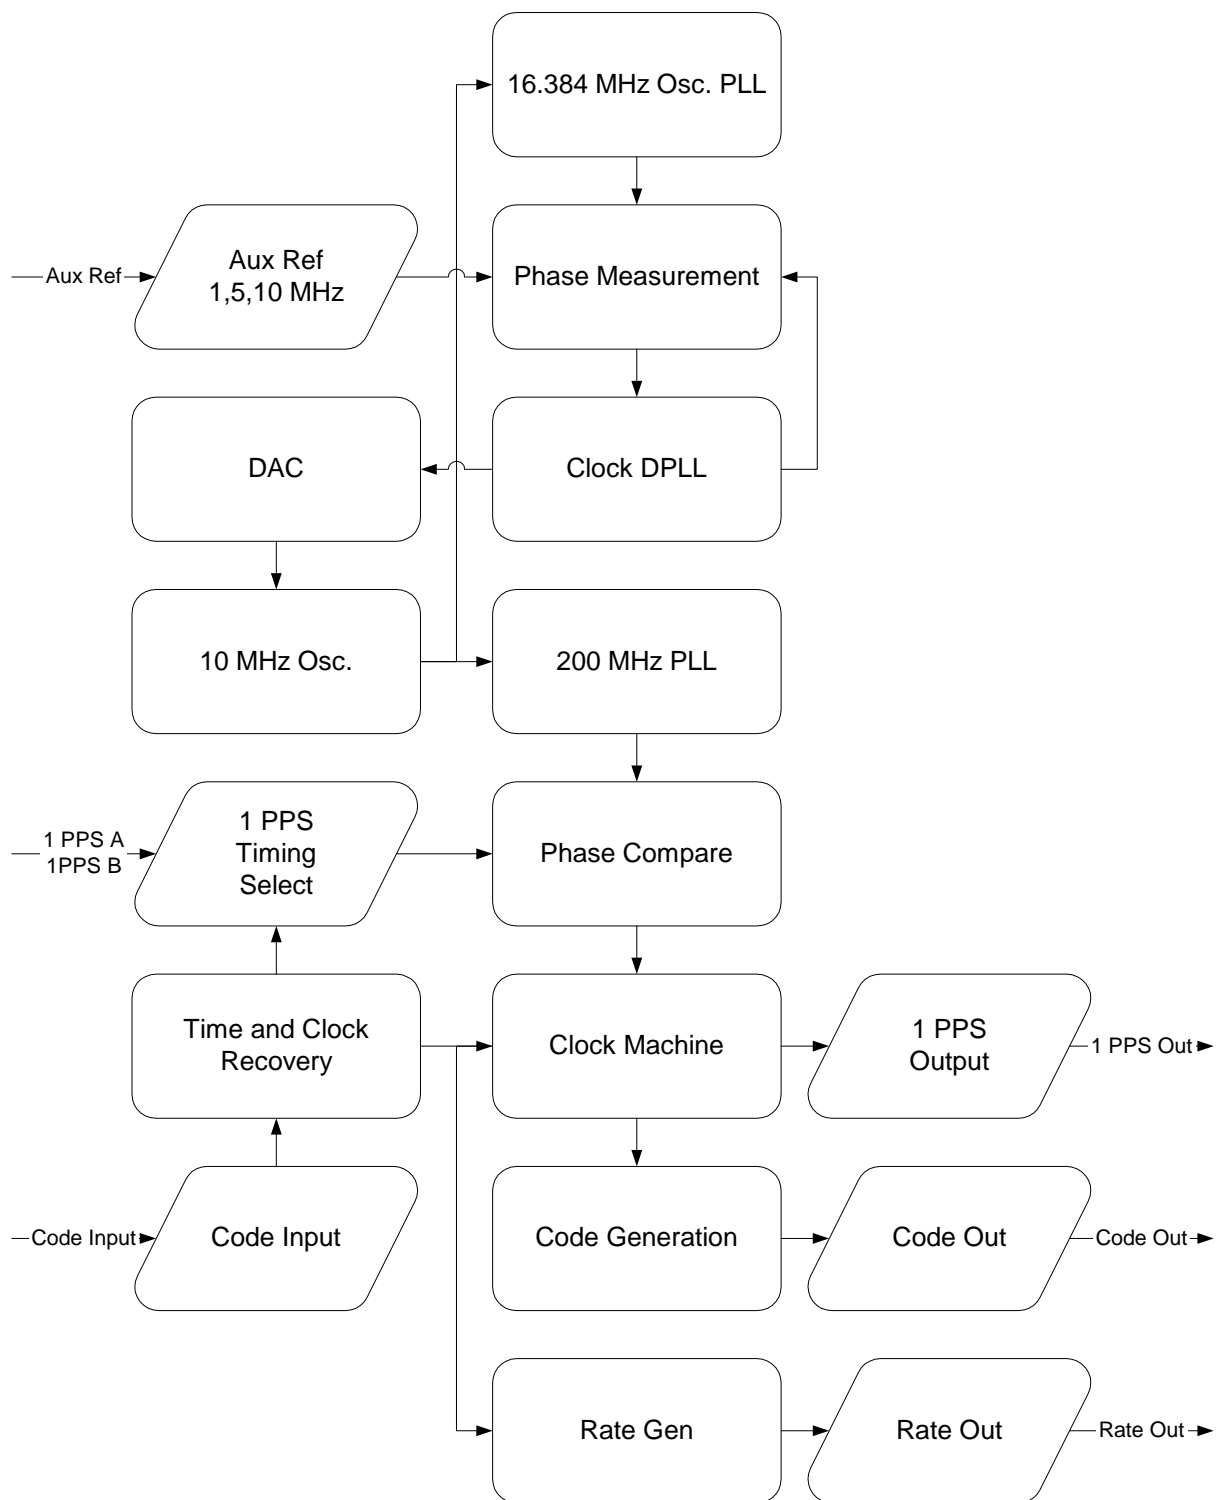 16.384 MHz Osc. PLL
Aux Ref
Aux Ref
1,5,10 MHz
Phase Measurement
DAC
Clock DPLL
10 MHz Osc.
200 MHz PLL
1 PPS A
1PPS B
1 PPS
Timing
Select
Phase Compare
Time and Clock
Recovery
Clock Machine
1 PPS
Output
1 PPS Out
Code Input
Code Input
Code Generation
Code Out
Code Out
Rate Gen
Rate Out
Rate Out